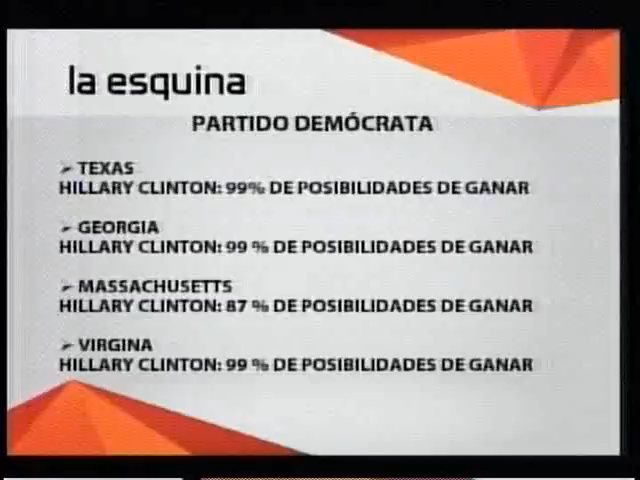 la esquina
PARTIDO DEMÓCRATA
➢ TEXAS
HILLARY CLINTON: 99% DE POSIBILIDADES DE GANAR
➢ GEORGIA
HILLARY CLINTON: 99 % DE POSIBILIDADES DE GANAR
➢ MASSACHUSETTS
HILLARY CLINTON: 87 % DE POSIBILIDADES DE GANAR
➢ VIRGINA
HILLARY CLINTON: 99 % DE POSIBILIDADES DE GANAR